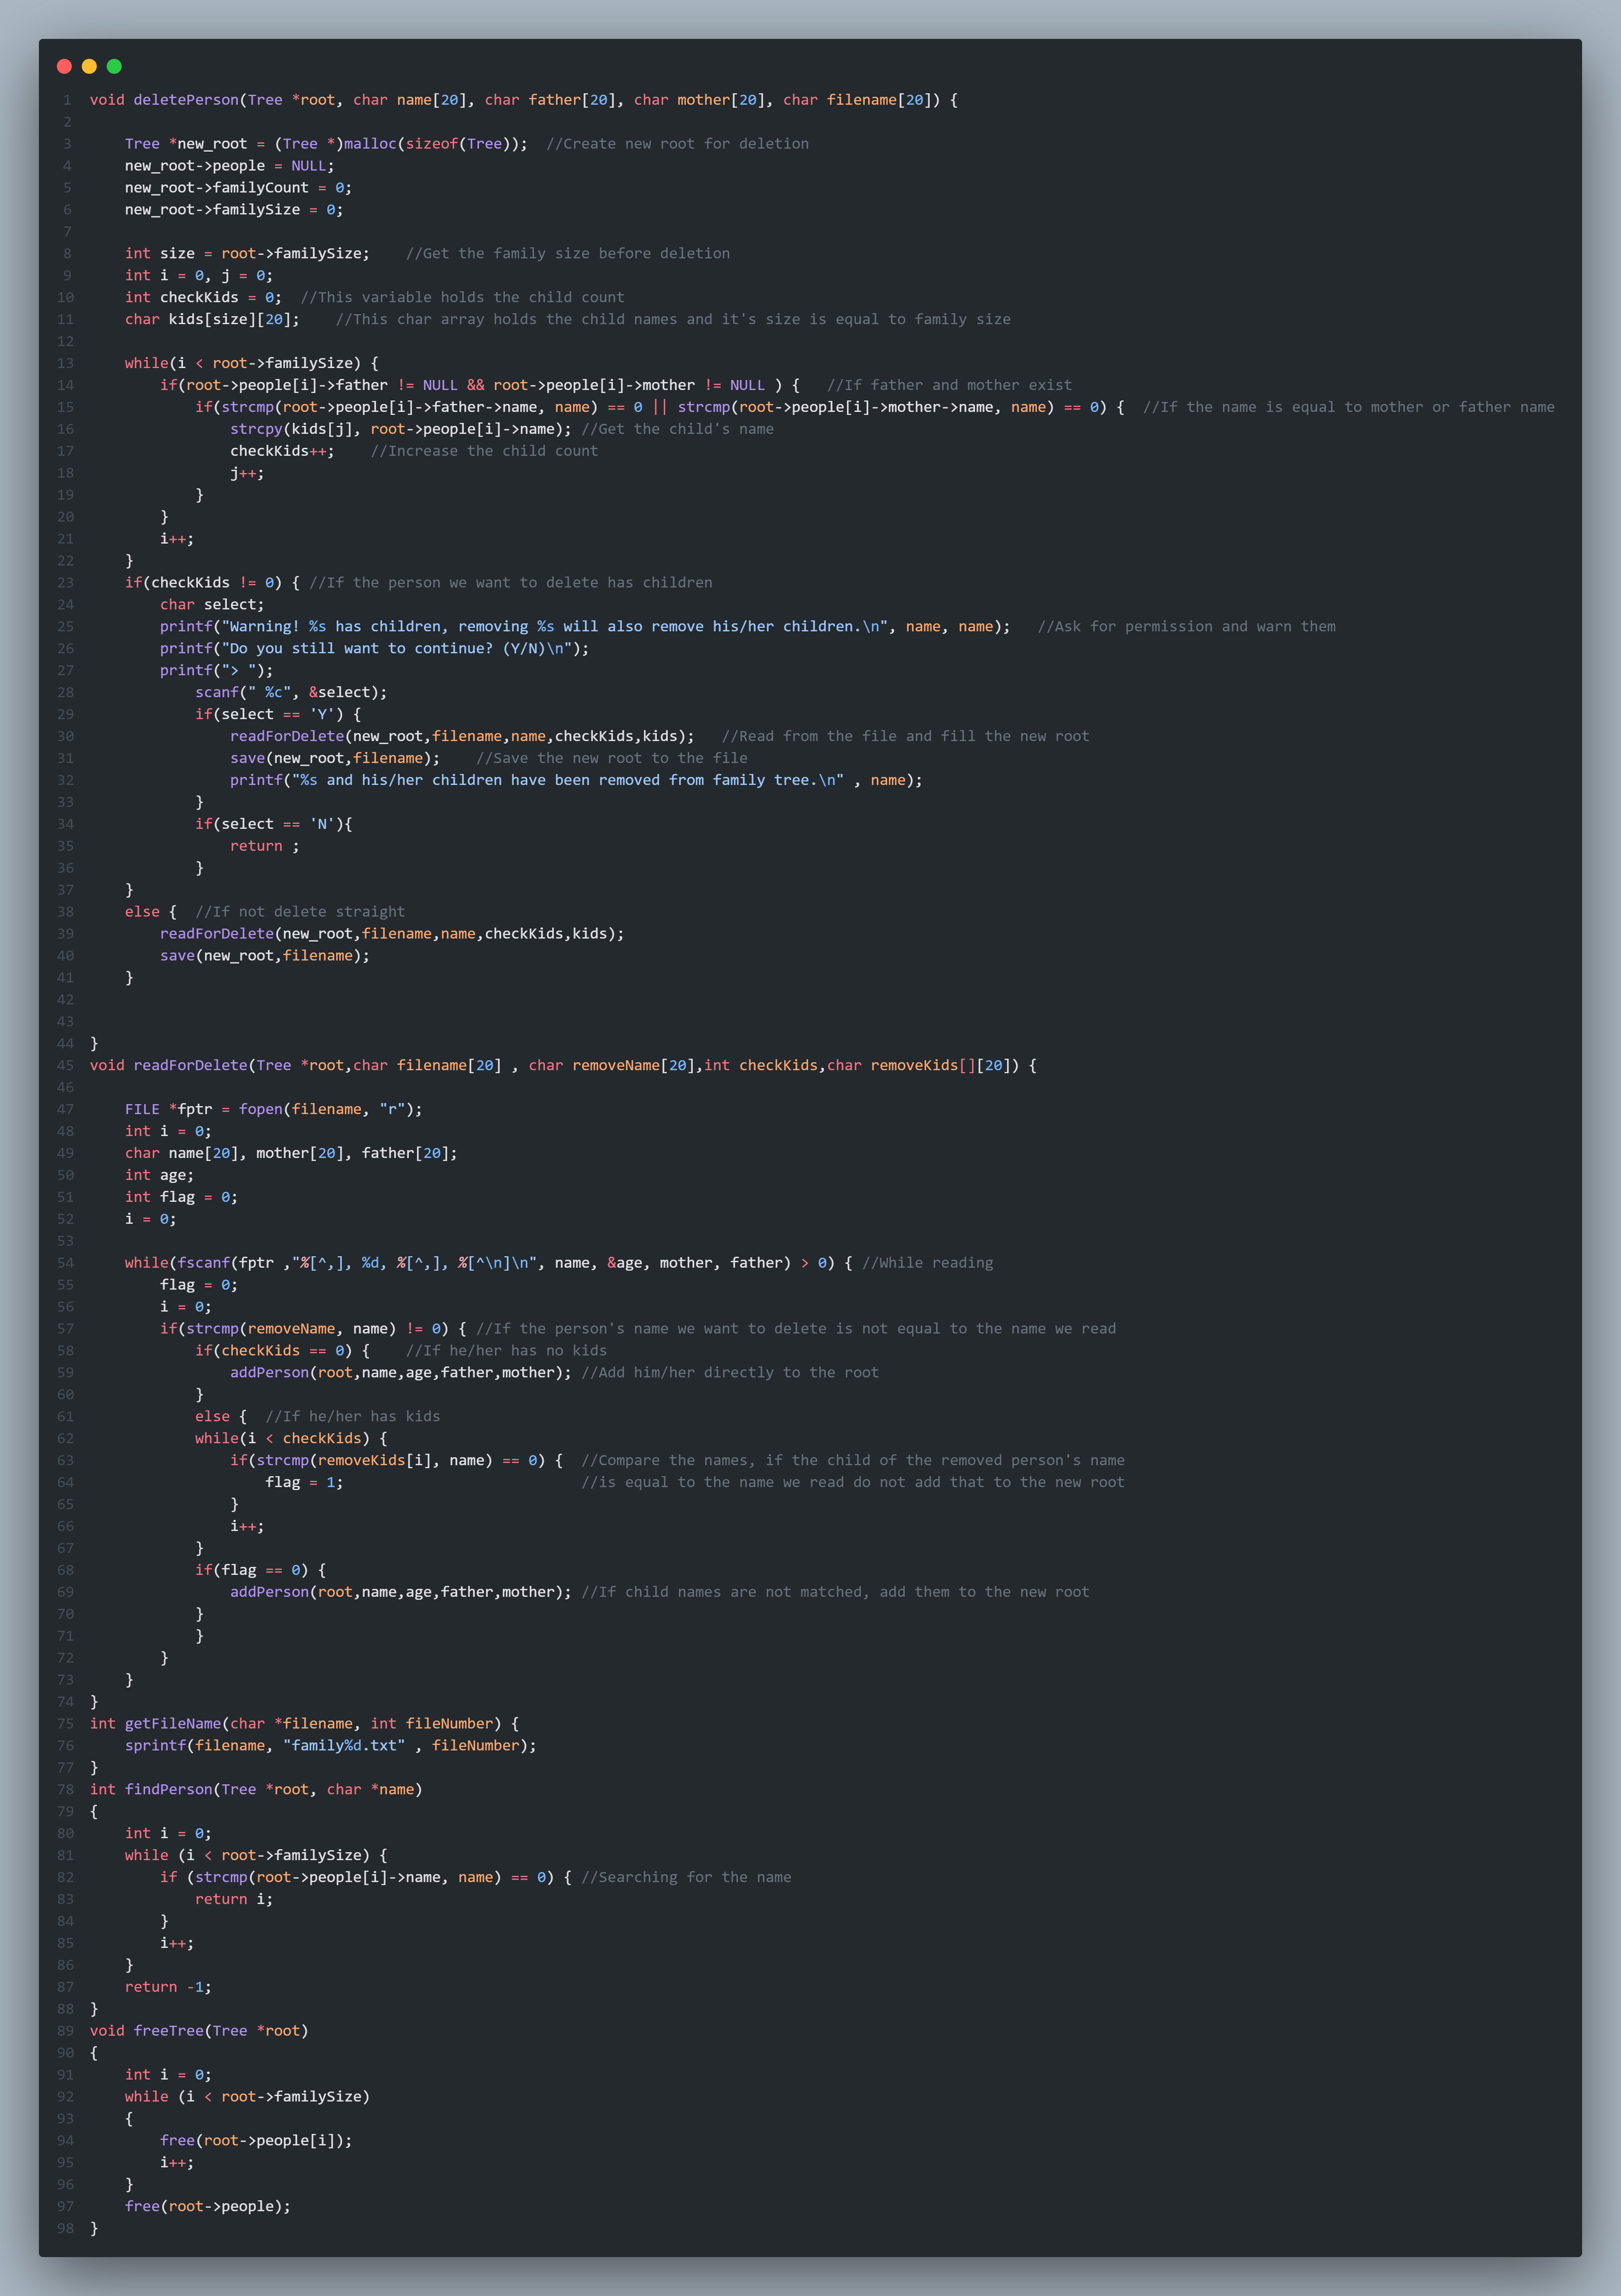 1 void deletePerson(Tree *root, char name[20], char father[20], char mother[20], char filename[20]) {
2
3     Tree *new_root = (Tree *)malloc(sizeof(Tree));  //Create new root for deletion
4     new_root->people = NULL;
5     new_root->familyCount = 0;
6     new_root->familySize = 0;
7
8     int size = root->familySize;    //Get the family size before deletion
9     int i = 0, j = 0;
10     int checkKids = 0;  //This variable holds the child count
11     char kids[size][20];    //This char array holds the child names and it's size is equal to family size
12
13     while(i < root->familySize) {
14         if(root->people[i]->father != NULL && root->people[i]->mother != NULL ) {   //If father and mother exist
15             if(strcmp(root->people[i]->father->name, name) == 0 || strcmp(root->people[i]->mother->name, name) == 0) {  //If the name is equal to mother or father name
16                 strcpy(kids[j], root->people[i]->name); //Get the child's name
17                 checkKids++;    //Increase the child count
18                 j++;
19             }
20         }
21         i++;
22     }
23     if(checkKids != 0) { //If the person we want to delete has children
24         char select;
25         printf("Warning! %s has children, removing %s will also remove his/her children.\n", name, name);   //Ask for permission and warn them
26         printf("Do you still want to continue? (Y/N)\n");
27         printf("> ");
28             scanf(" %c", &select);
29             if(select == 'Y') {
30                 readForDelete(new_root,filename,name,checkKids,kids);   //Read from the file and fill the new root
31                 save(new_root,filename);    //Save the new root to the file
32                 printf("%s and his/her children have been removed from family tree.\n" , name);
33             }
34             if(select == 'N'){
35                 return ;
36             }
37     }
38     else {  //If not delete straight
39         readForDelete(new_root,filename,name,checkKids,kids);
40         save(new_root,filename);
41     }
42
43
44 }
45 void readForDelete(Tree *root,char filename[20] , char removeName[20],int checkKids,char removeKids[][20]) {
46
47     FILE *fptr = fopen(filename, "r");
48     int i = 0;
49     char name[20], mother[20], father[20];
50     int age;
51     int flag = 0;
52     i = 0;
53
54     while(fscanf(fptr ,"%[^,], %d, %[^,], %[^\n]\n", name, &age, mother, father) > 0) { //While reading
55         flag = 0;
56         i = 0;
57         if(strcmp(removeName, name) != 0) { //If the person's name we want to delete is not equal to the name we read
58             if(checkKids == 0) {    //If he/her has no kids
59                 addPerson(root,name,age,father,mother); //Add him/her directly to the root
60             }
61             else {  //If he/her has kids
62             while(i < checkKids) {
63                 if(strcmp(removeKids[i], name) == 0) {  //Compare the names, if the child of the removed person's name
64                     flag = 1;                           //is equal to the name we read do not add that to the new root
65                 }
66                 i++;
67             }
68             if(flag == 0) {
69                 addPerson(root,name,age,father,mother); //If child names are not matched, add them to the new root
70             }
71             }
72         }
73     }
74 }
75 int getFileName(char *filename, int fileNumber) {
76     sprintf(filename, "family%d.txt" , fileNumber);
77 }
78 int findPerson(Tree *root, char *name)
79 {
80     int i = 0;
81     while (i < root->familySize) {
82         if (strcmp(root->people[i]->name, name) == 0) { //Searching for the name
83             return i;
84         }
85         i++;
86     }
87     return -1;
88 }
89 void freeTree(Tree *root)
90 {
91     int i = 0;
92     while (i < root->familySize)
93     {
94         free(root->people[i]);
95         i++;
96     }
97     free(root->people);
98 }